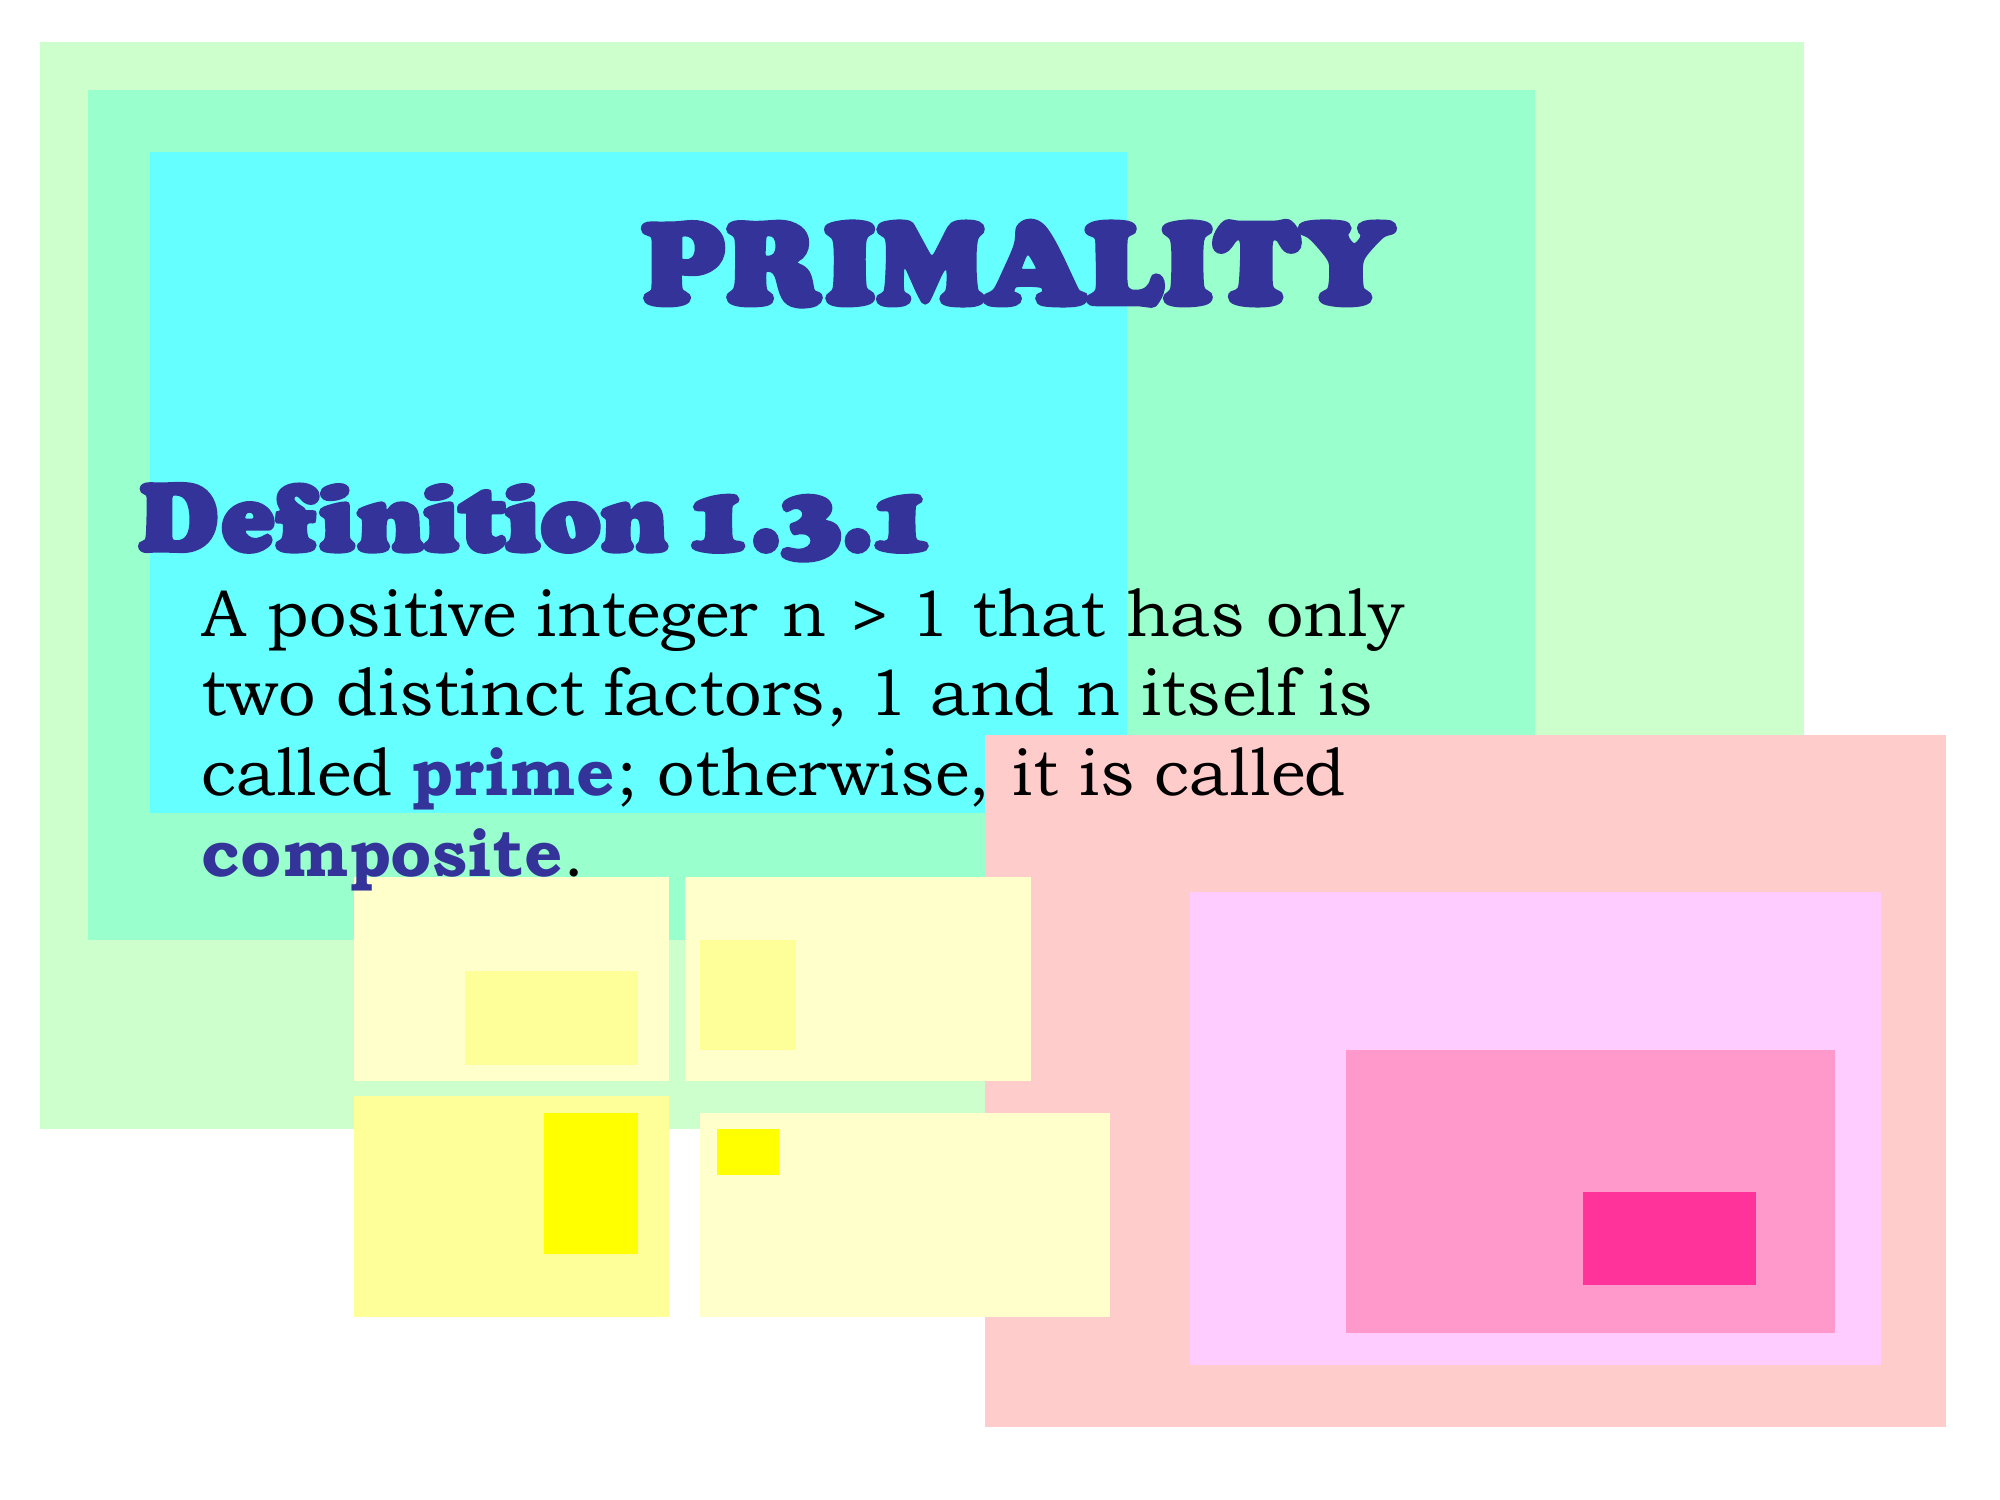 PRIMALITY
Definition 1.3.1
A positive integer n > 1 that has only
two distinct factors, 1 and n itself is
called prime; otherwise, it is called
composite.